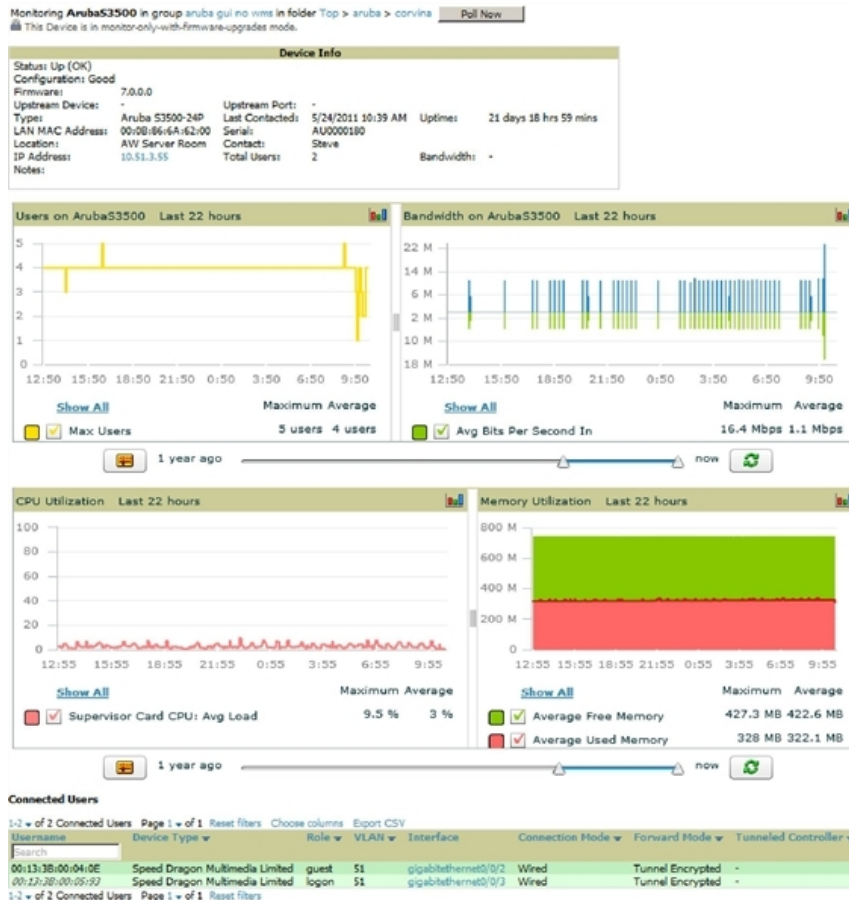 Monitoring ArubaS3500 in group aruba gui no wms in folder Top > aruba > corvina Poll Now
This Device is in monitor-only-with-firmware-upgrades mode.
Device Info
Status: Up (OK)
Configuration: Good
Firmware: 7.0.0.0
Upstream Device: - Upstream Port: -
Type: Aruba S3500-24P Last Contacted: 5/24/2011 10:39 AM Uptime: 21 days 18 hrs 59 mins
LAN MAC Address: 00:0B:86:6A:62:00 Serial: AU0000180
Location: AW Server Room Contact: Steve
IP Address: 10.51.3.55 Total Users: 2 Bandwidth: -
Notes:
Users on ArubaS3500 Last 22 hours
5
4
3
2
1
0
12:50 15:50 18:50 21:50 0:50 3:50 6:50 9:50
Show All Maximum Average
Max Users 5 users 4 users
Bandwidth on ArubaS3500 Last 22 hours
22 M
14 M
6 M
2 M
10 M
18 M
12:50 15:50 18:50 21:50 0:50 3:50 6:50 9:50
Show All Maximum Average
Avg Bits Per Second In 16.4 Mbps 1.1 Mbps
1 year ago now
CPU Utilization Last 22 hours
100
80
60
40
20
0
12:55 15:55 18:55 21:55 0:55 3:55 6:55 9:55
Show All Maximum Average
Supervisor Card CPU: Avg Load 9.5 % 3 %
Memory Utilization Last 22 hours
800 M
600 M
400 M
200 M
0
12:55 15:55 18:55 21:55 0:55 3:55 6:55 9:55
Show All Maximum Average
Average Free Memory 427.3 MB 422.6 MB
Average Used Memory 328 MB 322.1 MB
1 year ago now
Connected Users
1-2 of 2 Connected Users Page 1 of 1 Reset filters Choose columns Export CSV
Username Device Type Role VLAN Interface Connection Mode Forward Mode Tunneled Controller
Search
00:13:3B:00:04:0E Speed Dragon Multimedia Limited guest 51 gigabitethernet0/0/2 Wired Tunnel Encrypted -
00:13:3B:00:05:93 Speed Dragon Multimedia Limited logon 51 gigabitethernet0/0/3 Wired Tunnel Encrypted -
1-2 of 2 Connected Users Page 1 of 1 Reset filters